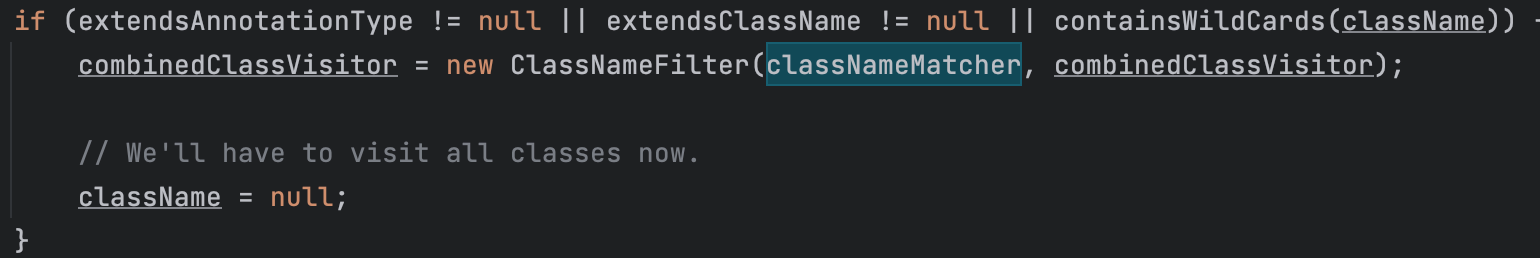 if (extendsAnnotationType != null || extendsClassName != null || containsWildCards(className))
combinedClassVisitor = new ClassNameFilter(classNameMatcher, combinedClassVisitor);
// We'll have to visit all classes now.
className = null;
}